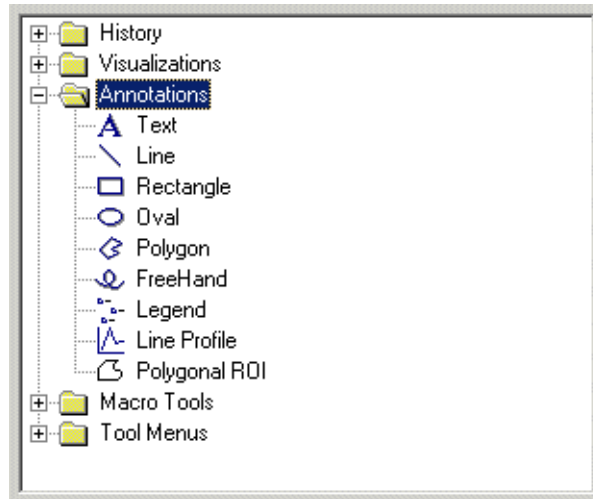 History
Visualizations
Annotations
Text
Line
Rectangle
Oval
Polygon
FreeHand
Legend
Line Profile
Polygonal ROI
Macro Tools
Tool Menus